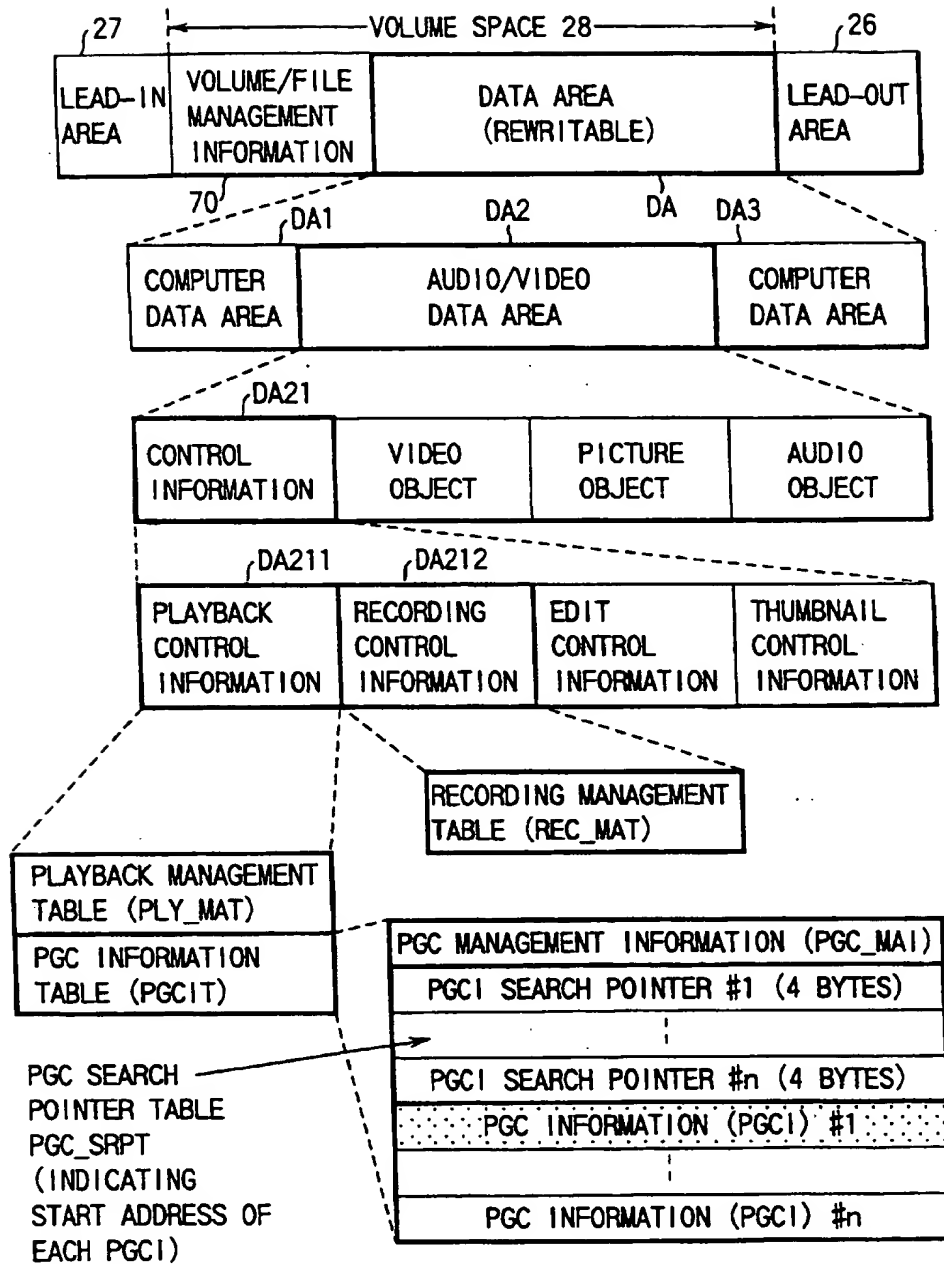 27
VOLUME SPACE 28
26
LEAD-IN
AREA
VOLUME/FILE
MANAGEMENT
INFORMATION
DATA AREA
(REWRITABLE)
LEAD-OUT
AREA
70
DA1
DA2
DA
DA3
COMPUTER
DATA AREA
AUDIO/VIDEO
DATA AREA
COMPUTER
DATA AREA
DA21
CONTROL
INFORMATION
VIDEO
OBJECT
PICTURE
OBJECT
AUDIO
OBJECT
DA211
DA212
PLAYBACK
CONTROL
INFORMATION
RECORDING
CONTROL
INFORMATION
EDIT
CONTROL
INFORMATION
THUMBNAIL
CONTROL
INFORMATION
RECORDING MANAGEMENT
TABLE (REC_MAT)
PLAYBACK MANAGEMENT
TABLE (PLY_MAT)
PGC INFORMATION
TABLE (PGCIT)
PGC MANAGEMENT INFORMATION (PGC_MAI)
PGCI SEARCH POINTER #1 (4 BYTES)
PGCI SEARCH POINTER #n (4 BYTES)
PGC INFORMATION (PGCI) #1
PGC INFORMATION (PGCI) #n
PGC SEARCH
POINTER TABLE
PGC_SRPT
(INDICATING
START ADDRESS OF
EACH PGCI)